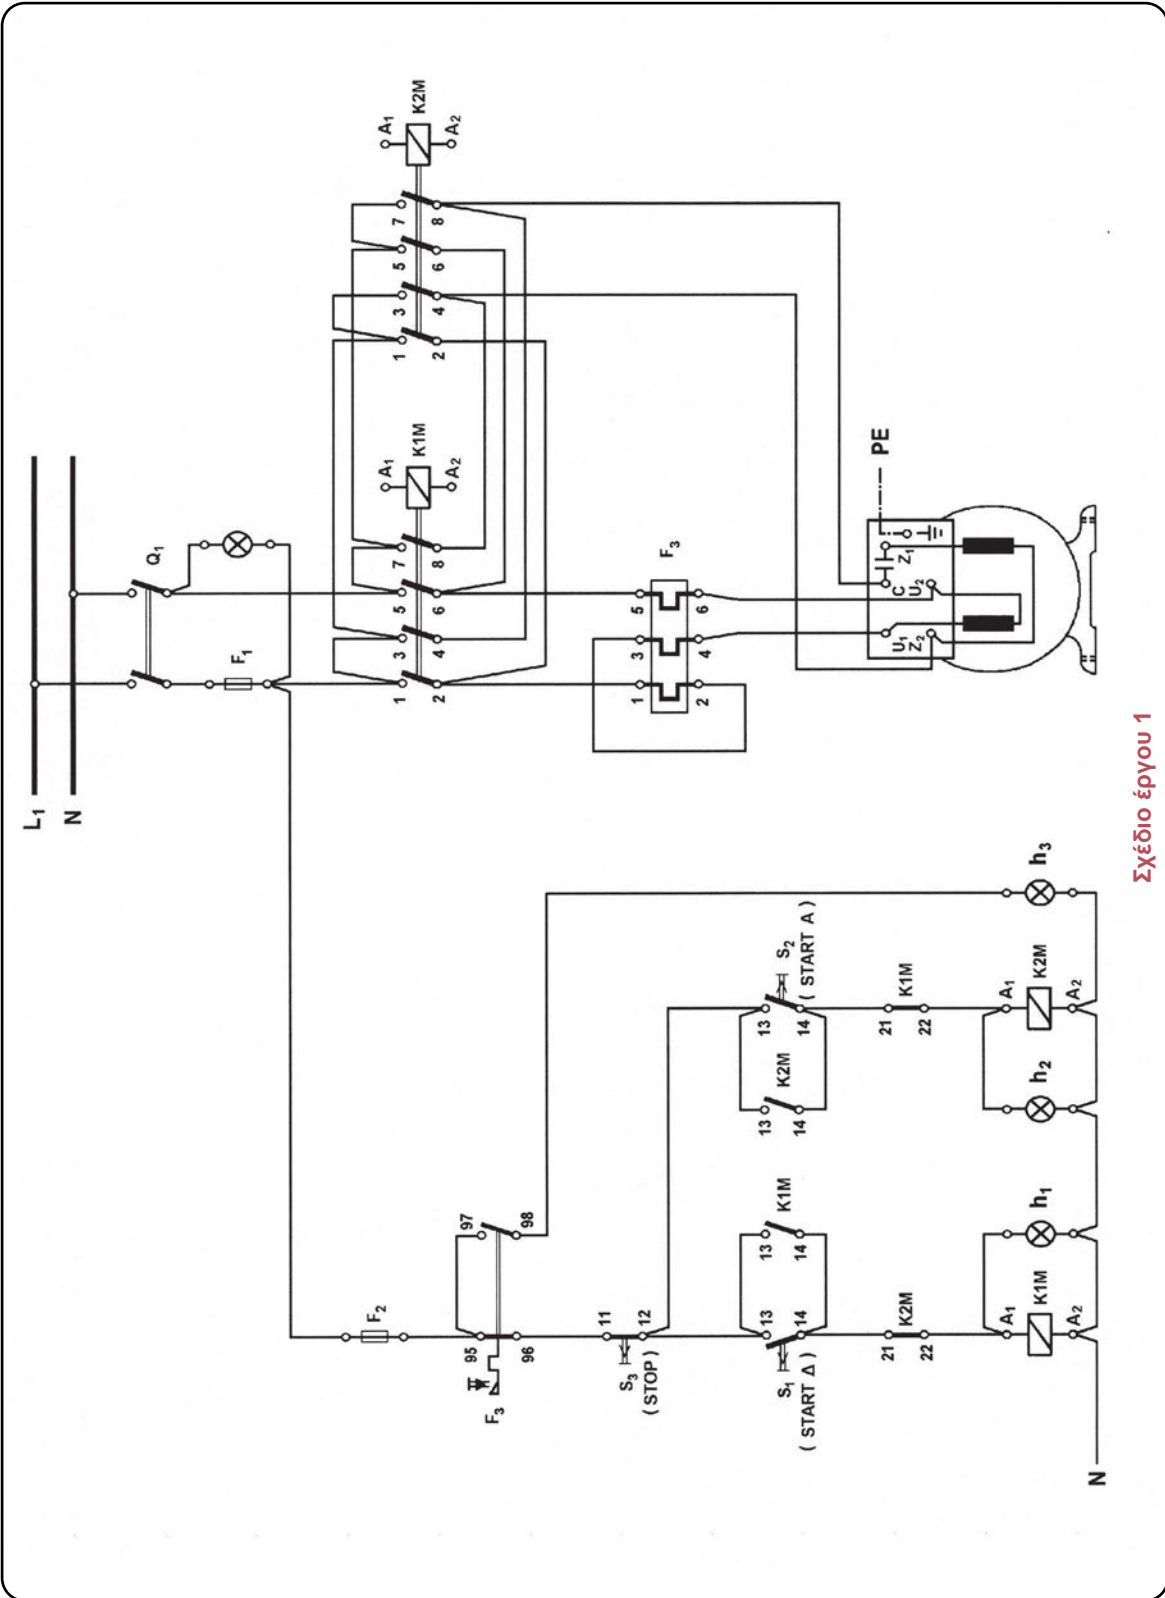 L1
N
Q1
F1
K1M
A1
A2
1
2
3
4
5
6
7
8
K2M
A1
A2
1
2
3
4
5
6
7
8
F3
1
2
3
4
5
6
U1
Z2
C
U2
Z1
PE
F2
F3
95
96
97
98
S3
( STOP )
11
12
S1
( START Δ )
13
14
K1M
13
14
K2M
13
14
S2
( START A )
13
14
K2M
21
22
K1M
21
22
K1M
A1
A2
h1
h2
K2M
A1
A2
h3
N
Σχέδιο έργου 1